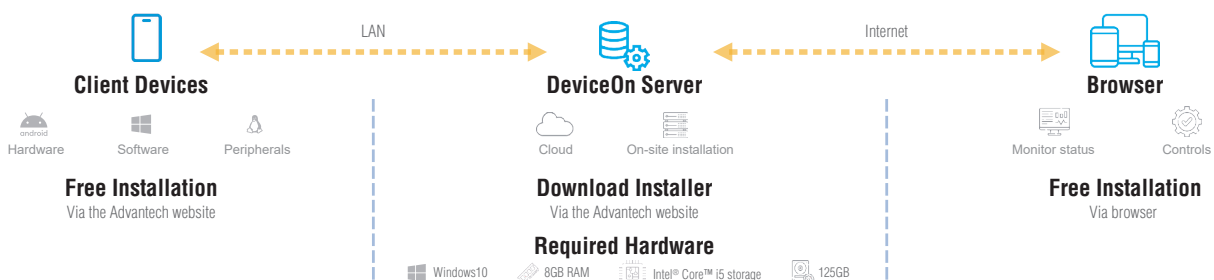 LAN
Internet
Client Devices
DeviceOn Server
Browser
android
Hardware
Software
Peripherals
Cloud
On-site installation
Monitor status
Controls
Free Installation
Via the Advantech website
Download Installer
Via the Advantech website
Free Installation
Via browser
Required Hardware
Windows10
8GB RAM
Intel® Core™ i5 storage
125GB